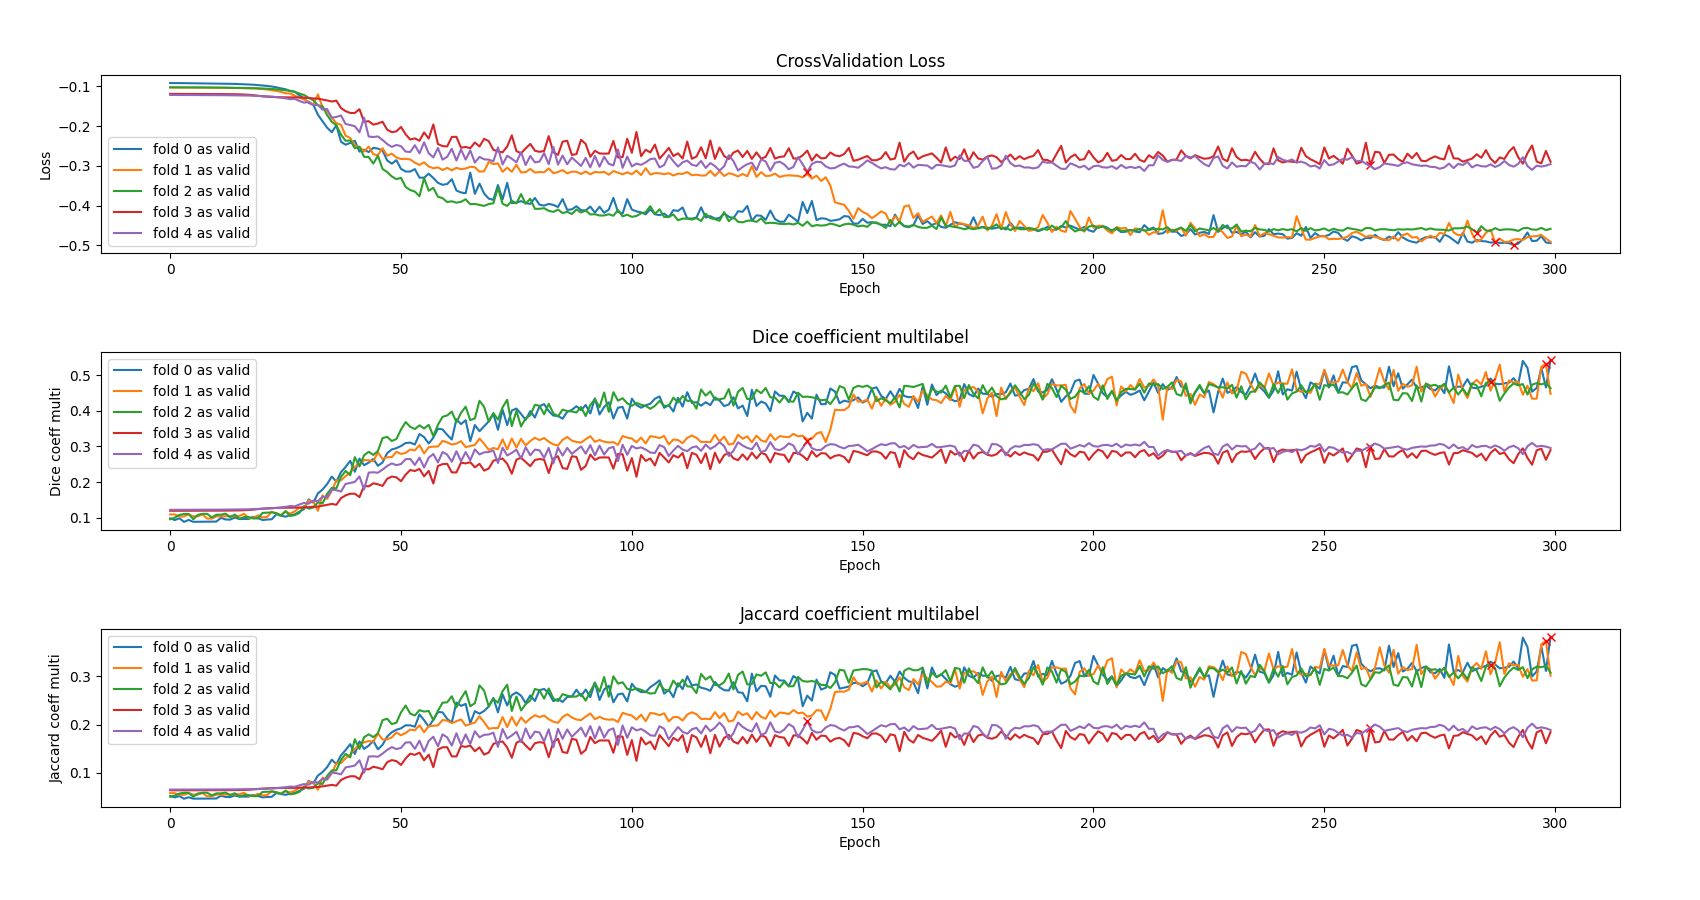 CrossValidation Loss
Loss
−0.1
−0.2
−0.3
−0.4
−0.5
fold 0 as valid
fold 1 as valid
fold 2 as valid
fold 3 as valid
fold 4 as valid
0 50 100 150 200 250 300
Epoch
Dice coefficient multilabel
Dice coeff multi
0.5
0.4
0.3
0.2
0.1
fold 0 as valid
fold 1 as valid
fold 2 as valid
fold 3 as valid
fold 4 as valid
0 50 100 150 200 250 300
Epoch
Jaccard coefficient multilabel
Jaccard coeff multi
0.3
0.2
0.1
fold 0 as valid
fold 1 as valid
fold 2 as valid
fold 3 as valid
fold 4 as valid
0 50 100 150 200 250 300
Epoch